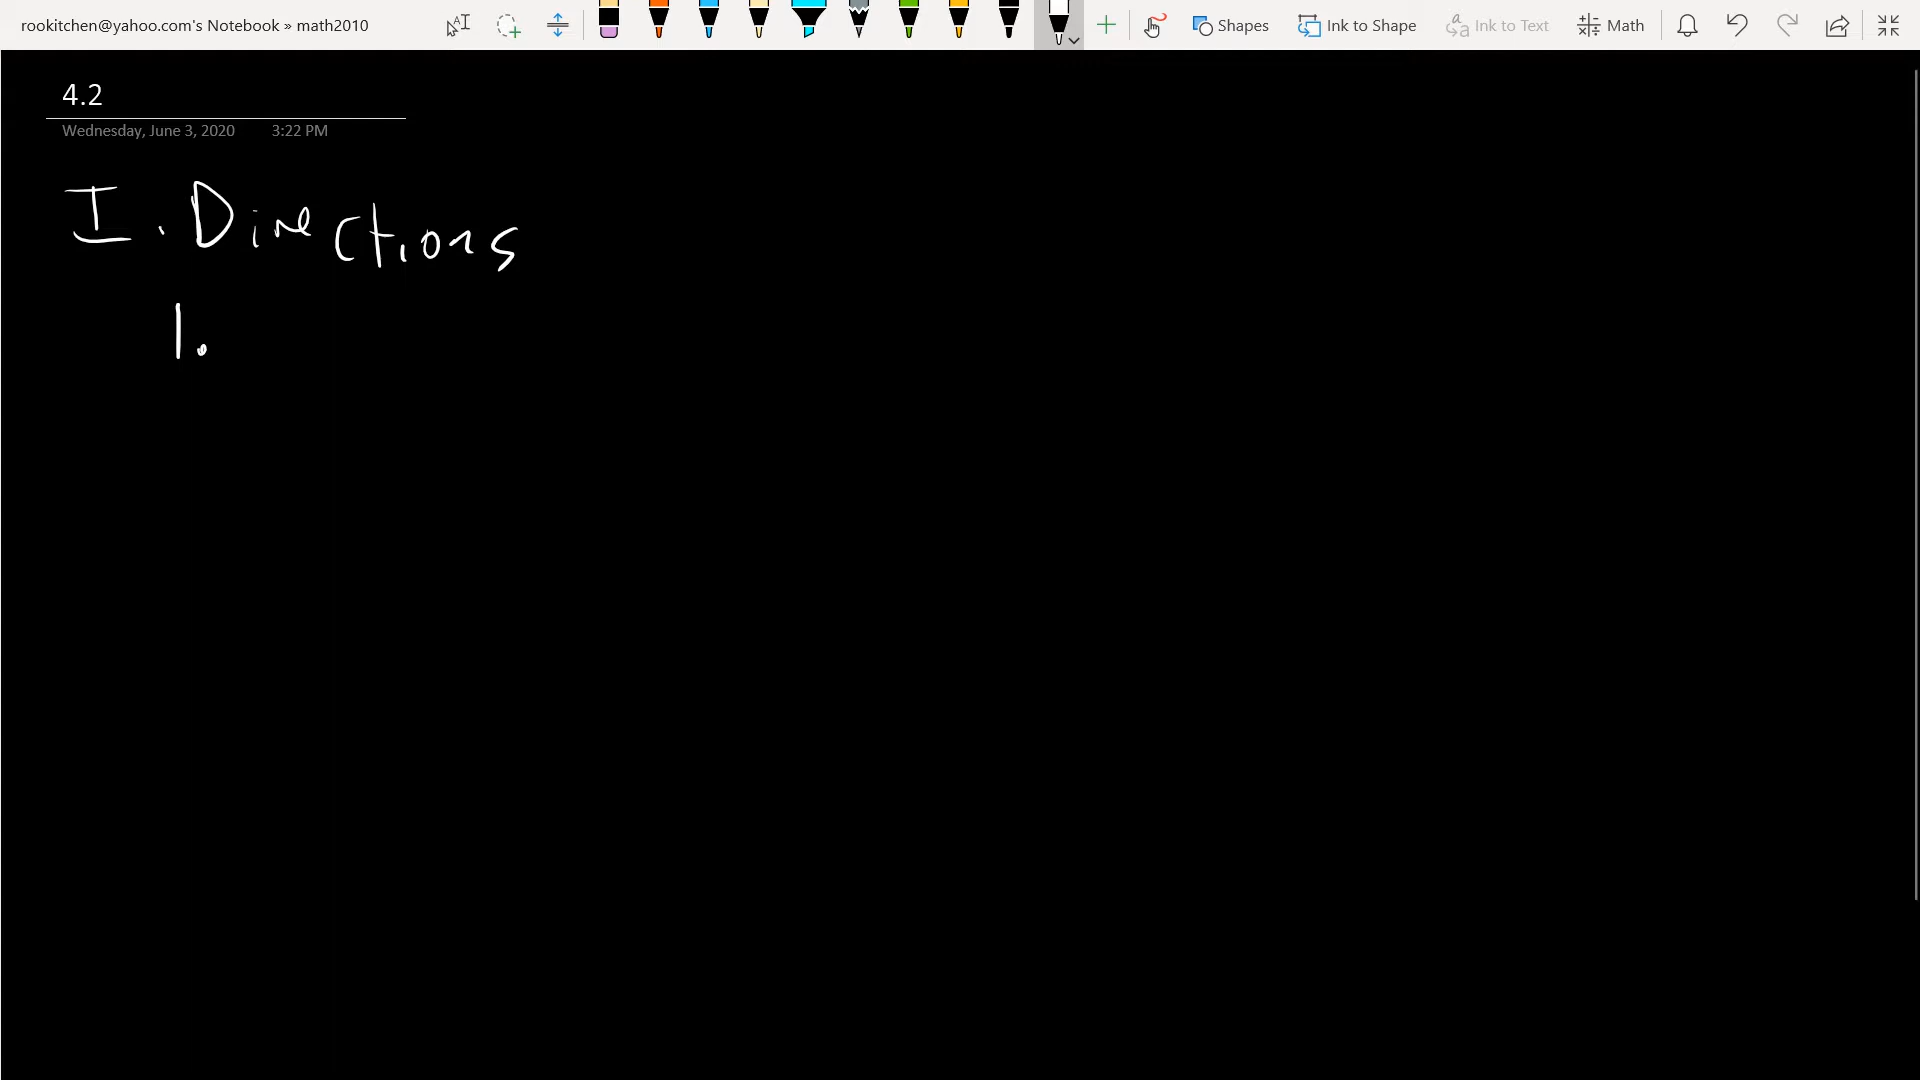 rookitchen@yahoo.com's Notebook » math2010 Shapes Ink to Shape Ink to Text Math
4.2
Wednesday, June 3, 2020 3:22 PM
I. Directions
1.